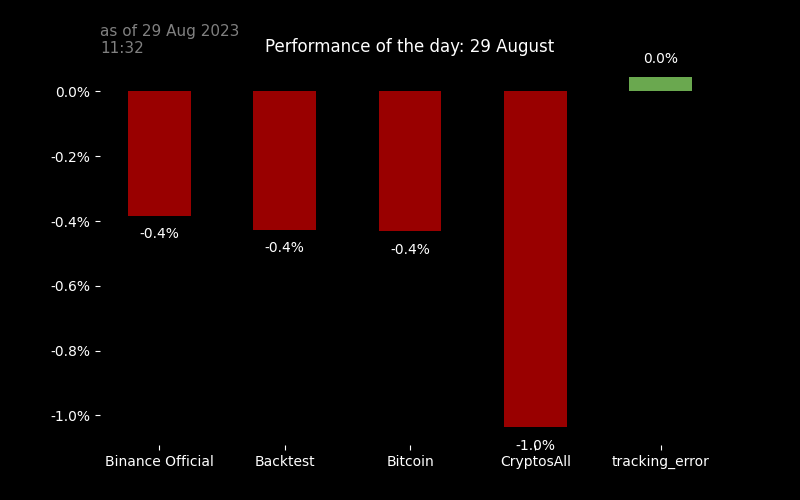 as of 29 Aug 2023
11:32
Performance of the day: 29 August
0.0%
0.0%
-0.2%
-0.4%
-0.6%
-0.8%
-1.0%
-0.4%
-0.4%
-0.4%
-1.0%
Binance Official
Backtest
Bitcoin
CryptosAll
tracking_error